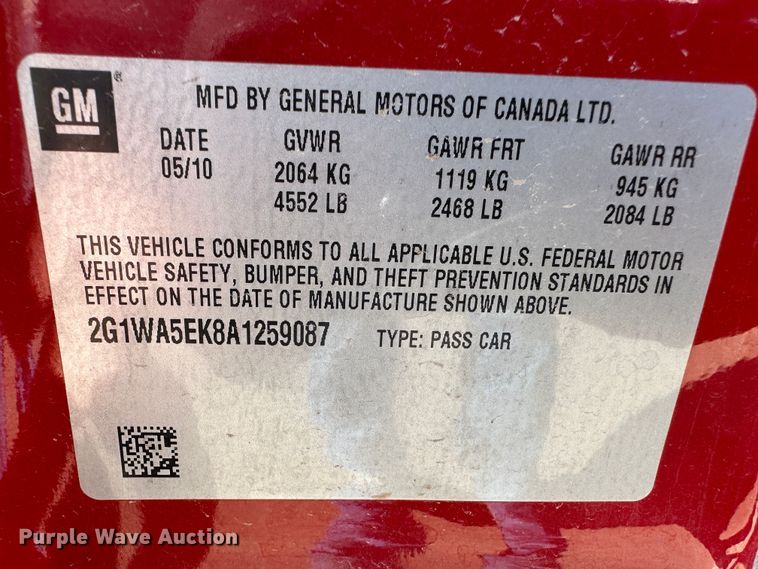 GM
MFD BY GENERAL MOTORS OF CANADA LTD.
DATE GVWR GAWR FRT GAWR RR
05/10 2064 KG 1119 KG 945 KG
4552 LB 2468 LB 2084 LB
THIS VEHICLE CONFORMS TO ALL APPLICABLE U.S. FEDERAL MOTOR
VEHICLE SAFETY, BUMPER, AND THEFT PREVENTION STANDARDS IN
EFFECT ON THE DATE OF MANUFACTURE SHOWN ABOVE.
2G1WA5EK8A1259087 TYPE: PASS CAR
Purple Wave Auction